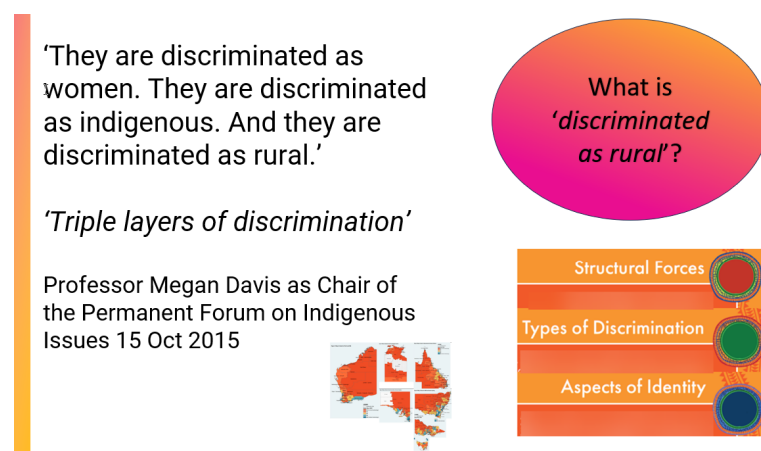 ‘They are discriminated as
women. They are discriminated
as indigenous. And they are
discriminated as rural.’
‘Triple layers of discrimination’
Professor Megan Davis as Chair of
the Permanent Forum on Indigenous
Issues 15 Oct 2015
What is
‘discriminated
as rural’?
Structural Forces
Types of Discrimination
Aspects of Identity